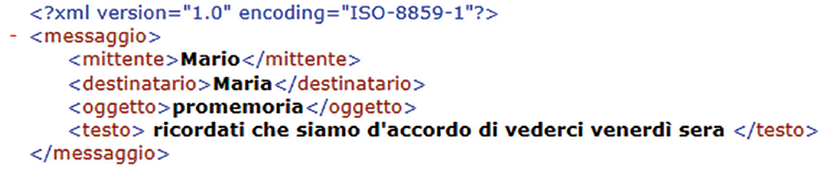 <?xml version="1.0" encoding="ISO-8859-1"?>
- <messaggio>
<mittente>Mario</mittente>
<destinatario>Maria</destinatario>
<oggetto>promemoria</oggetto>
<testo> ricordati che siamo d'accordo di vederci venerdì sera </testo>
</messaggio>